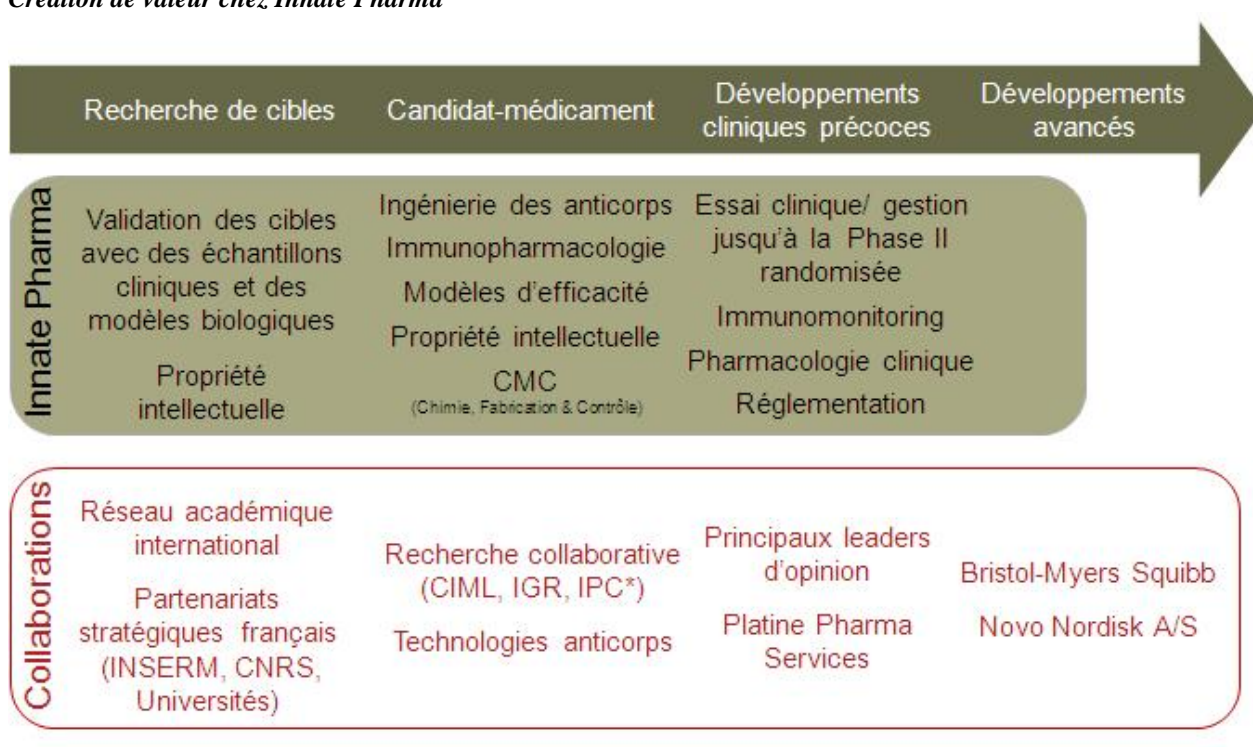 Création de valeur chez Innate Pharma
Recherche de cibles
Candidat-médicament
Développements
cliniques précoces
Développements
avancés
Innate Pharma
Validation des cibles
avec des échantillons
cliniques et des
modèles biologiques
Propriété
intellectuelle
Ingénierie des anticorps
Immunopharmacologie
Modèles d'efficacité
Propriété intellectuelle
CMC
(Chimie, Fabrication & Contrôle)
Essai clinique/ gestion
jusqu'à la Phase II
randomisée
Immunomonitoring
Pharmacologie clinique
Réglementation
Collaborations
Réseau académique
international
Partenariats
stratégiques français
(INSERM, CNRS,
Universités)
Recherche collaborative
(CIML, IGR, IPC*)
Technologies anticorps
Principaux leaders
d'opinion
Platine Pharma
Services
Bristol-Myers Squibb
Novo Nordisk A/S